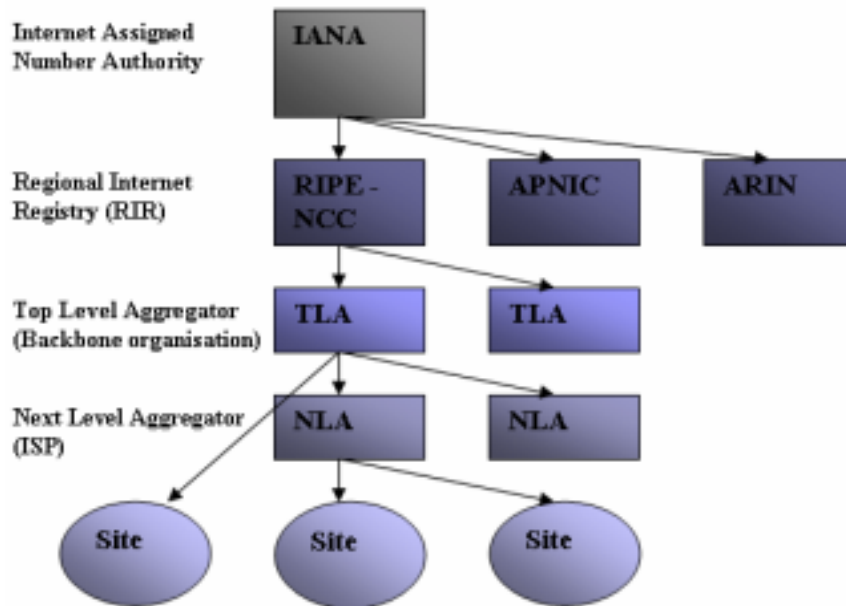 Internet Assigned
Number Authority
IANA
Regional Internet
Registry (RIR)
RIPE -
NCC
APNIC
ARIN
Top Level Aggregator
(Backbone organisation)
TLA
TLA
Next Level Aggregator
(ISP)
NLA
NLA
Site
Site
Site